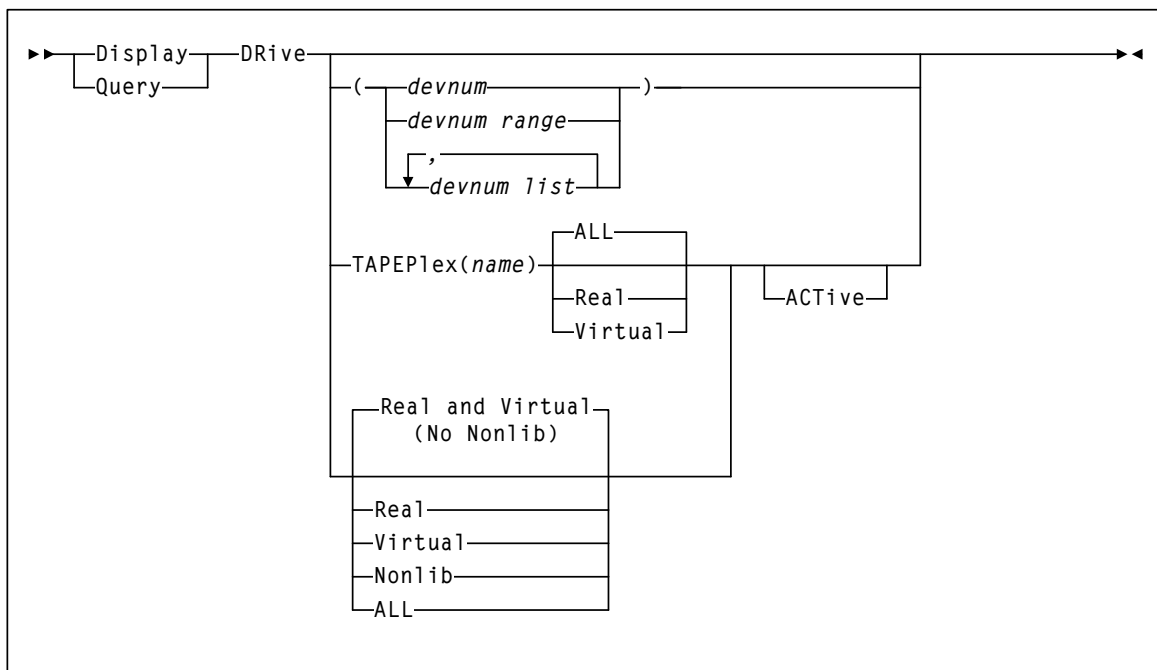 Display DRive
Query
( devnum )
devnum range
,
devnum list
ALL
TAPEPlex(name)
Real ACTive
Virtual
Real and Virtual
(No Nonlib)
Real
Virtual
Nonlib
ALL